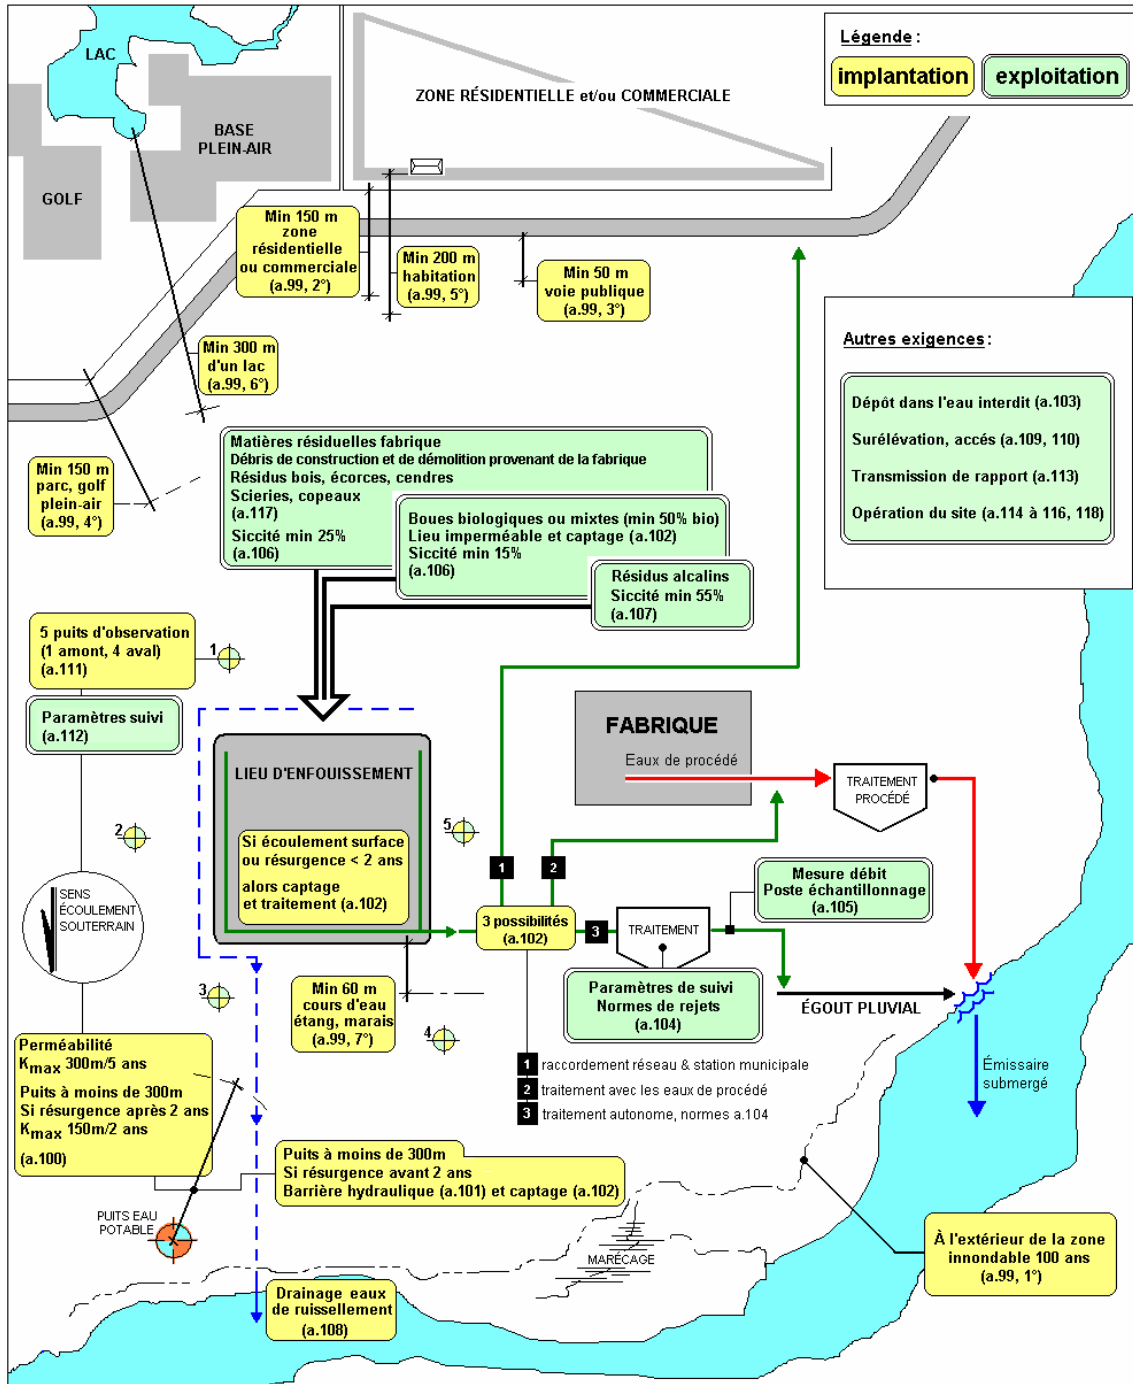 LAC
Légende :
implantation
exploitation
ZONE RÉSIDENTIELLE et/ou COMMERCIALE
BASE
PLEIN-AIR
GOLF
Min 150 m
zone
résidentielle
ou commerciale
(a.99, 2°)
Min 200 m
habitation
(a.99, 5°)
Min 50 m
voie publique
(a.99, 3°)
Min 300 m
d'un lac
(a.99, 6°)
Min 150 m
parc, golf
plein-air
(a.99, 4°)
Autres exigences :
Dépôt dans l'eau interdit (a.103)
Surélévation, accés (a.109, 110)
Transmission de rapport (a.113)
Opération du site (a.114 à 116, 118)
Matières résiduelles fabrique
Débris de construction et de démolition provenant de la fabrique
Résidus bois, écorces, cendres
Scieries, copeaux
(a.117)
Siccité min 25%
(a.106)
Boues biologiques ou mixtes (min 50% bio)
Lieu imperméable et captage (a.102)
Siccité min 15%
(a.106)
Résidus alcalins
Siccité min 55%
(a.107)
5 puits d'observation
(1 amont, 4 aval)
(a.111)
1
Paramètres suivi
(a.112)
FABRIQUE
Eaux de procédé
TRAITEMENT
PROCÉDÉ
LIEU D'ENFOUISSEMENT
Si écoulement surface
ou résurgence < 2 ans
alors captage
et traitement (a.102)
2
5
1
2
Mesure débit
Poste échantillonnage
(a.105)
SENS
ÉCOULEMENT
SOUTERRAIN
3 possibilités
(a.102)
3
TRAITEMENT
Min 60 m
cours d'eau
étang, marais
(a.99, 7°)
3
4
Paramètres de suivi
Normes de rejets
(a.104)
ÉGOUT PLUVIAL
Émissaire
submergé
1 raccordement réseau & station municipale
2 traitement avec les eaux de procédé
3 traitement autonome, normes a.104
Perméabilité
Kmax 300m/5 ans
Puits à moins de 300m
Si résurgence après 2 ans
Kmax 150m/2 ans
(a.100)
Puits à moins de 300m
Si résurgence avant 2 ans
Barrière hydraulique (a.101) et captage (a.102)
PUITS EAU
POTABLE
MARÉCAGE
À l'extérieur de la zone
innondable 100 ans
(a.99, 1°)
Drainage eaux
de ruissellement
(a.108)